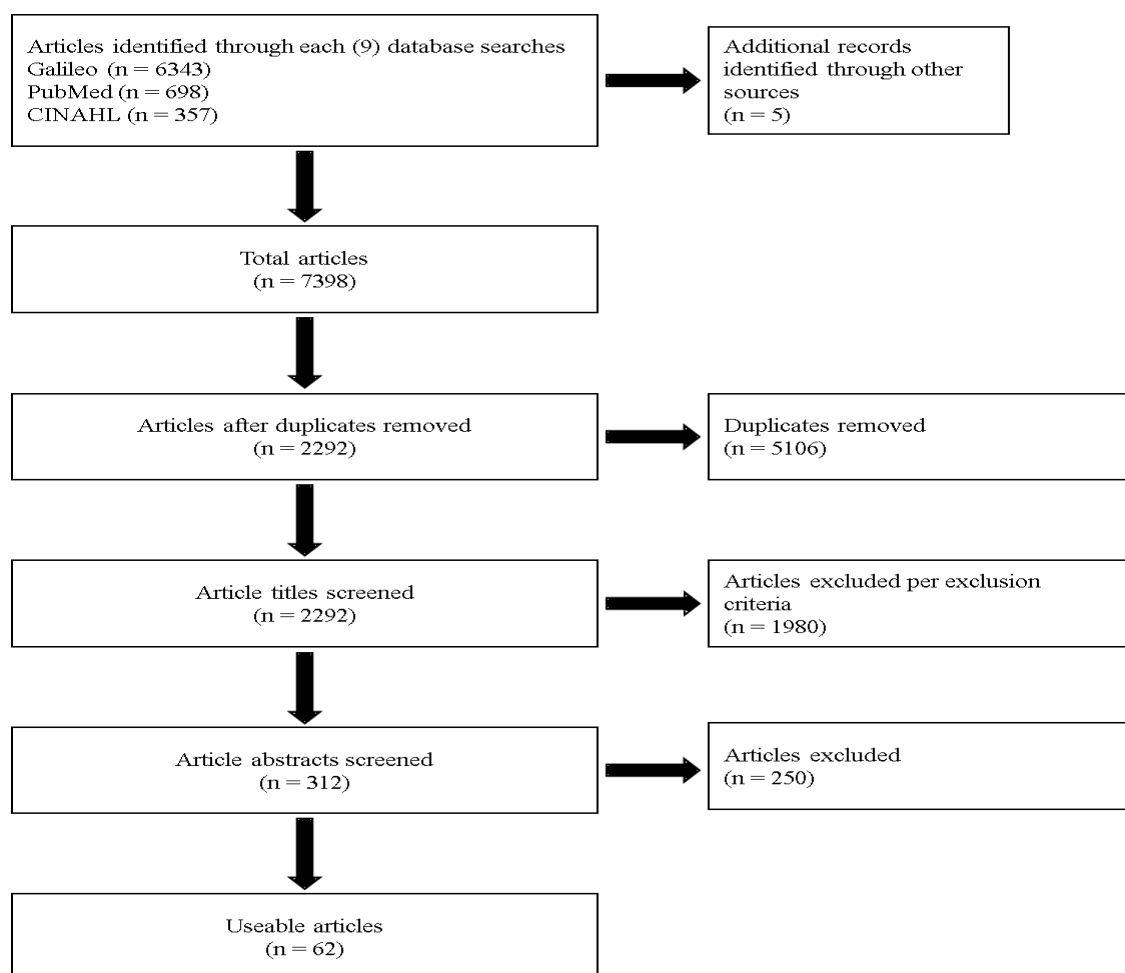 Articles identified through each (9) database searches
Galileo (n = 6343)
PubMed (n = 698)
CINAHL (n = 357)
Additional records
identified through other
sources
(n = 5)
Total articles
(n = 7398)
Articles after duplicates removed
(n = 2292)
Duplicates removed
(n = 5106)
Article titles screened
(n = 2292)
Articles excluded per exclusion
criteria
(n = 1980)
Article abstracts screened
(n = 312)
Articles excluded
(n = 250)
Useable articles
(n = 62)